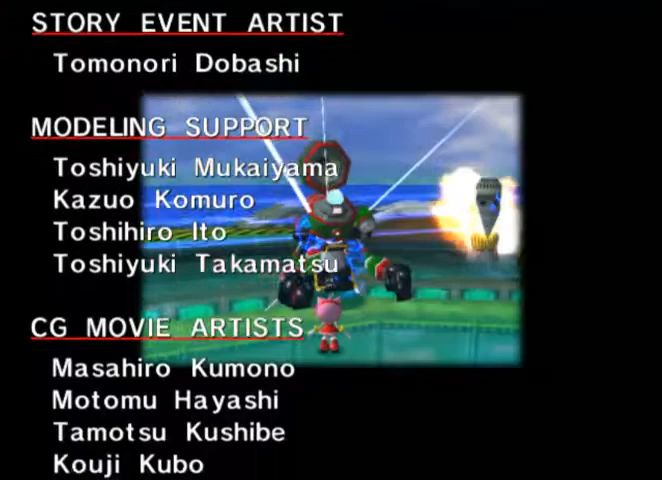 STORY EVENT ARTIST
Tomonori Dobashi
MODELING SUPPORT
Toshiyuki Mukaiyama
Kazuo Komuro
Toshihiro Ito
Toshiyuki Takamatsu
CG MOVIE ARTISTS
Masahiro Kumono
Motomu Hayashi
Tamotsu Kushibe
Kouji Kubo